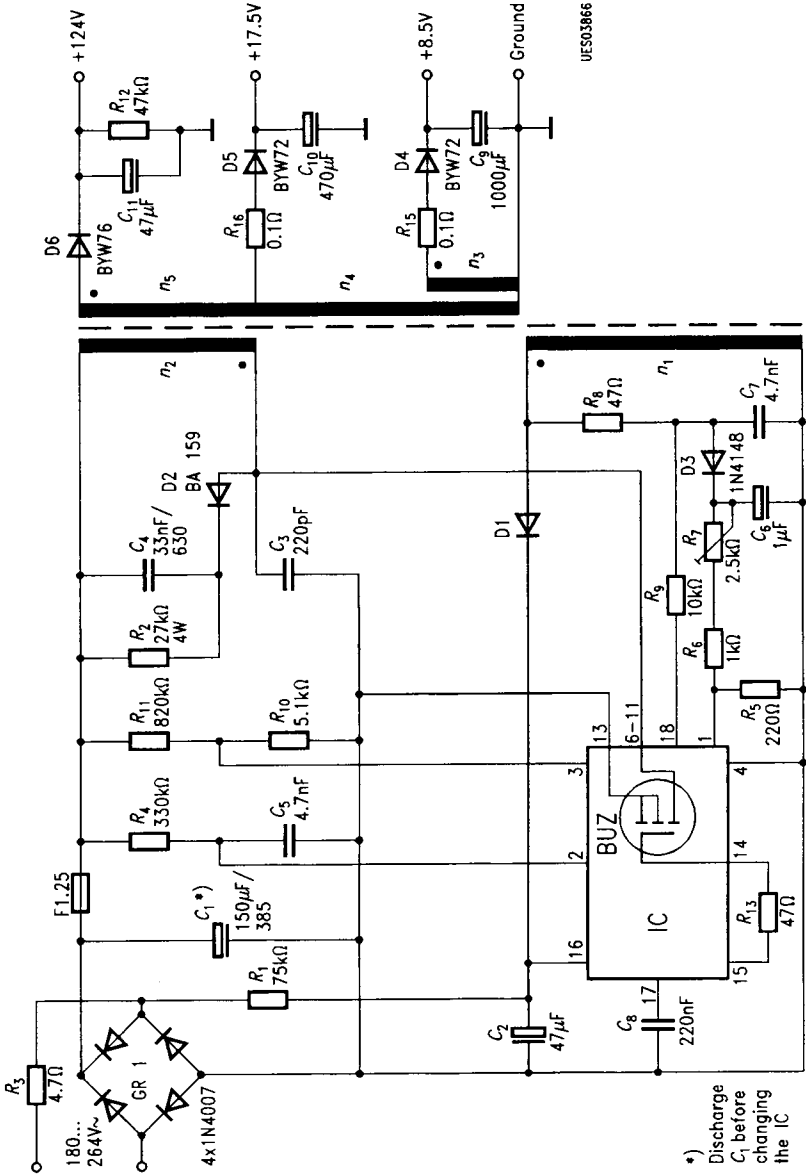 R3
4.7Ω
180...
264V~
GR 1
4x1N4007
F1.25
C1 *)
150µF/
385
R1
75kΩ
R4
330kΩ
C5
4.7nF
R11
820kΩ
R10
5.1kΩ
R2
27kΩ
4W
C4
33nF/
630
D2
BA 159
C3
220pF
n2
D6
BYW76
C11
47µF
R12
47kΩ
+124V
n5
R16
0.1Ω
D5
BYW72
C10
470µF
+17.5V
n4
R15
0.1Ω
D4
BYW72
C9
1000µF
+8.5V
n3
Ground
UES03866
C2
47µF
D1
R8
47Ω
n1
R9
10kΩ
D3
1N4148
C7
4.7nF
R7
2.5kΩ
C6
1µF
R6
1kΩ
R5
220Ω
16
2
3
13
6-11
18
1
4
14
15
17
BUZ
IC
C8
220nF
R13
47Ω
*)
Discharge
C1 before
changing
the IC